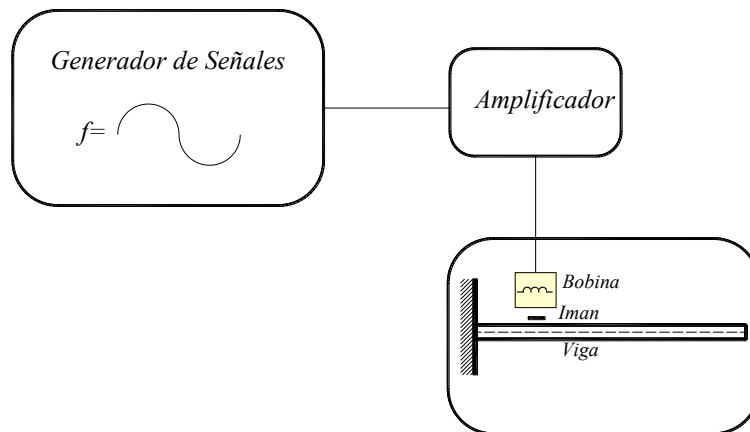 Generador de Señales
f=
Amplificador
Bobina
Iman
Viga